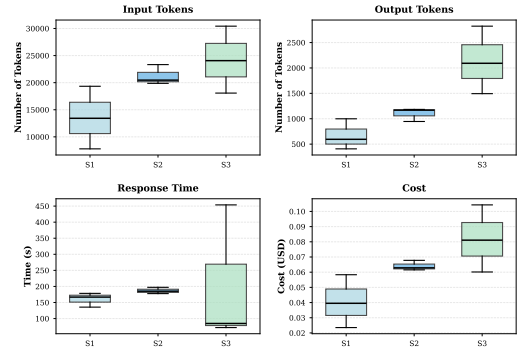 Input Tokens
Number of Tokens
30000
25000
20000
15000
10000
S1 S2 S3
Output Tokens
Number of Tokens
2500
2000
1500
1000
500
S1 S2 S3
Response Time
Time (s)
450
400
350
300
250
200
150
100
S1 S2 S3
Cost
Cost (USD)
0.10
0.09
0.08
0.07
0.06
0.05
0.04
0.03
0.02
S1 S2 S3